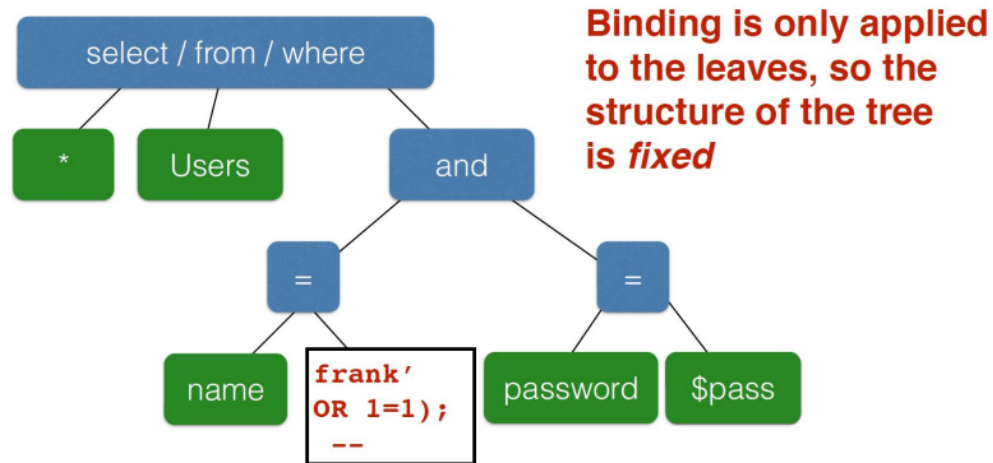 select / from / where
Binding is only applied
to the leaves, so the
structure of the tree
is fixed
*
Users
and
=
=
name
frank’
OR 1=1);
--
password
$pass